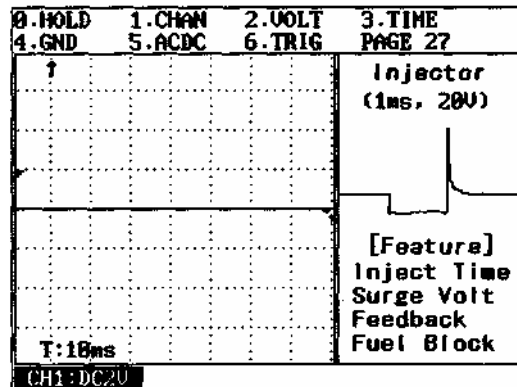 0.HOLD 1.CHAN 2.VOLT 3.TIME
4.GND 5.ACDC 6.TRIG PAGE 27
Injector
(1ms, 20V)
[Feature]
Inject Time
Surge Volt
Feedback
Fuel Block
T:10ms
CH1:DC2V